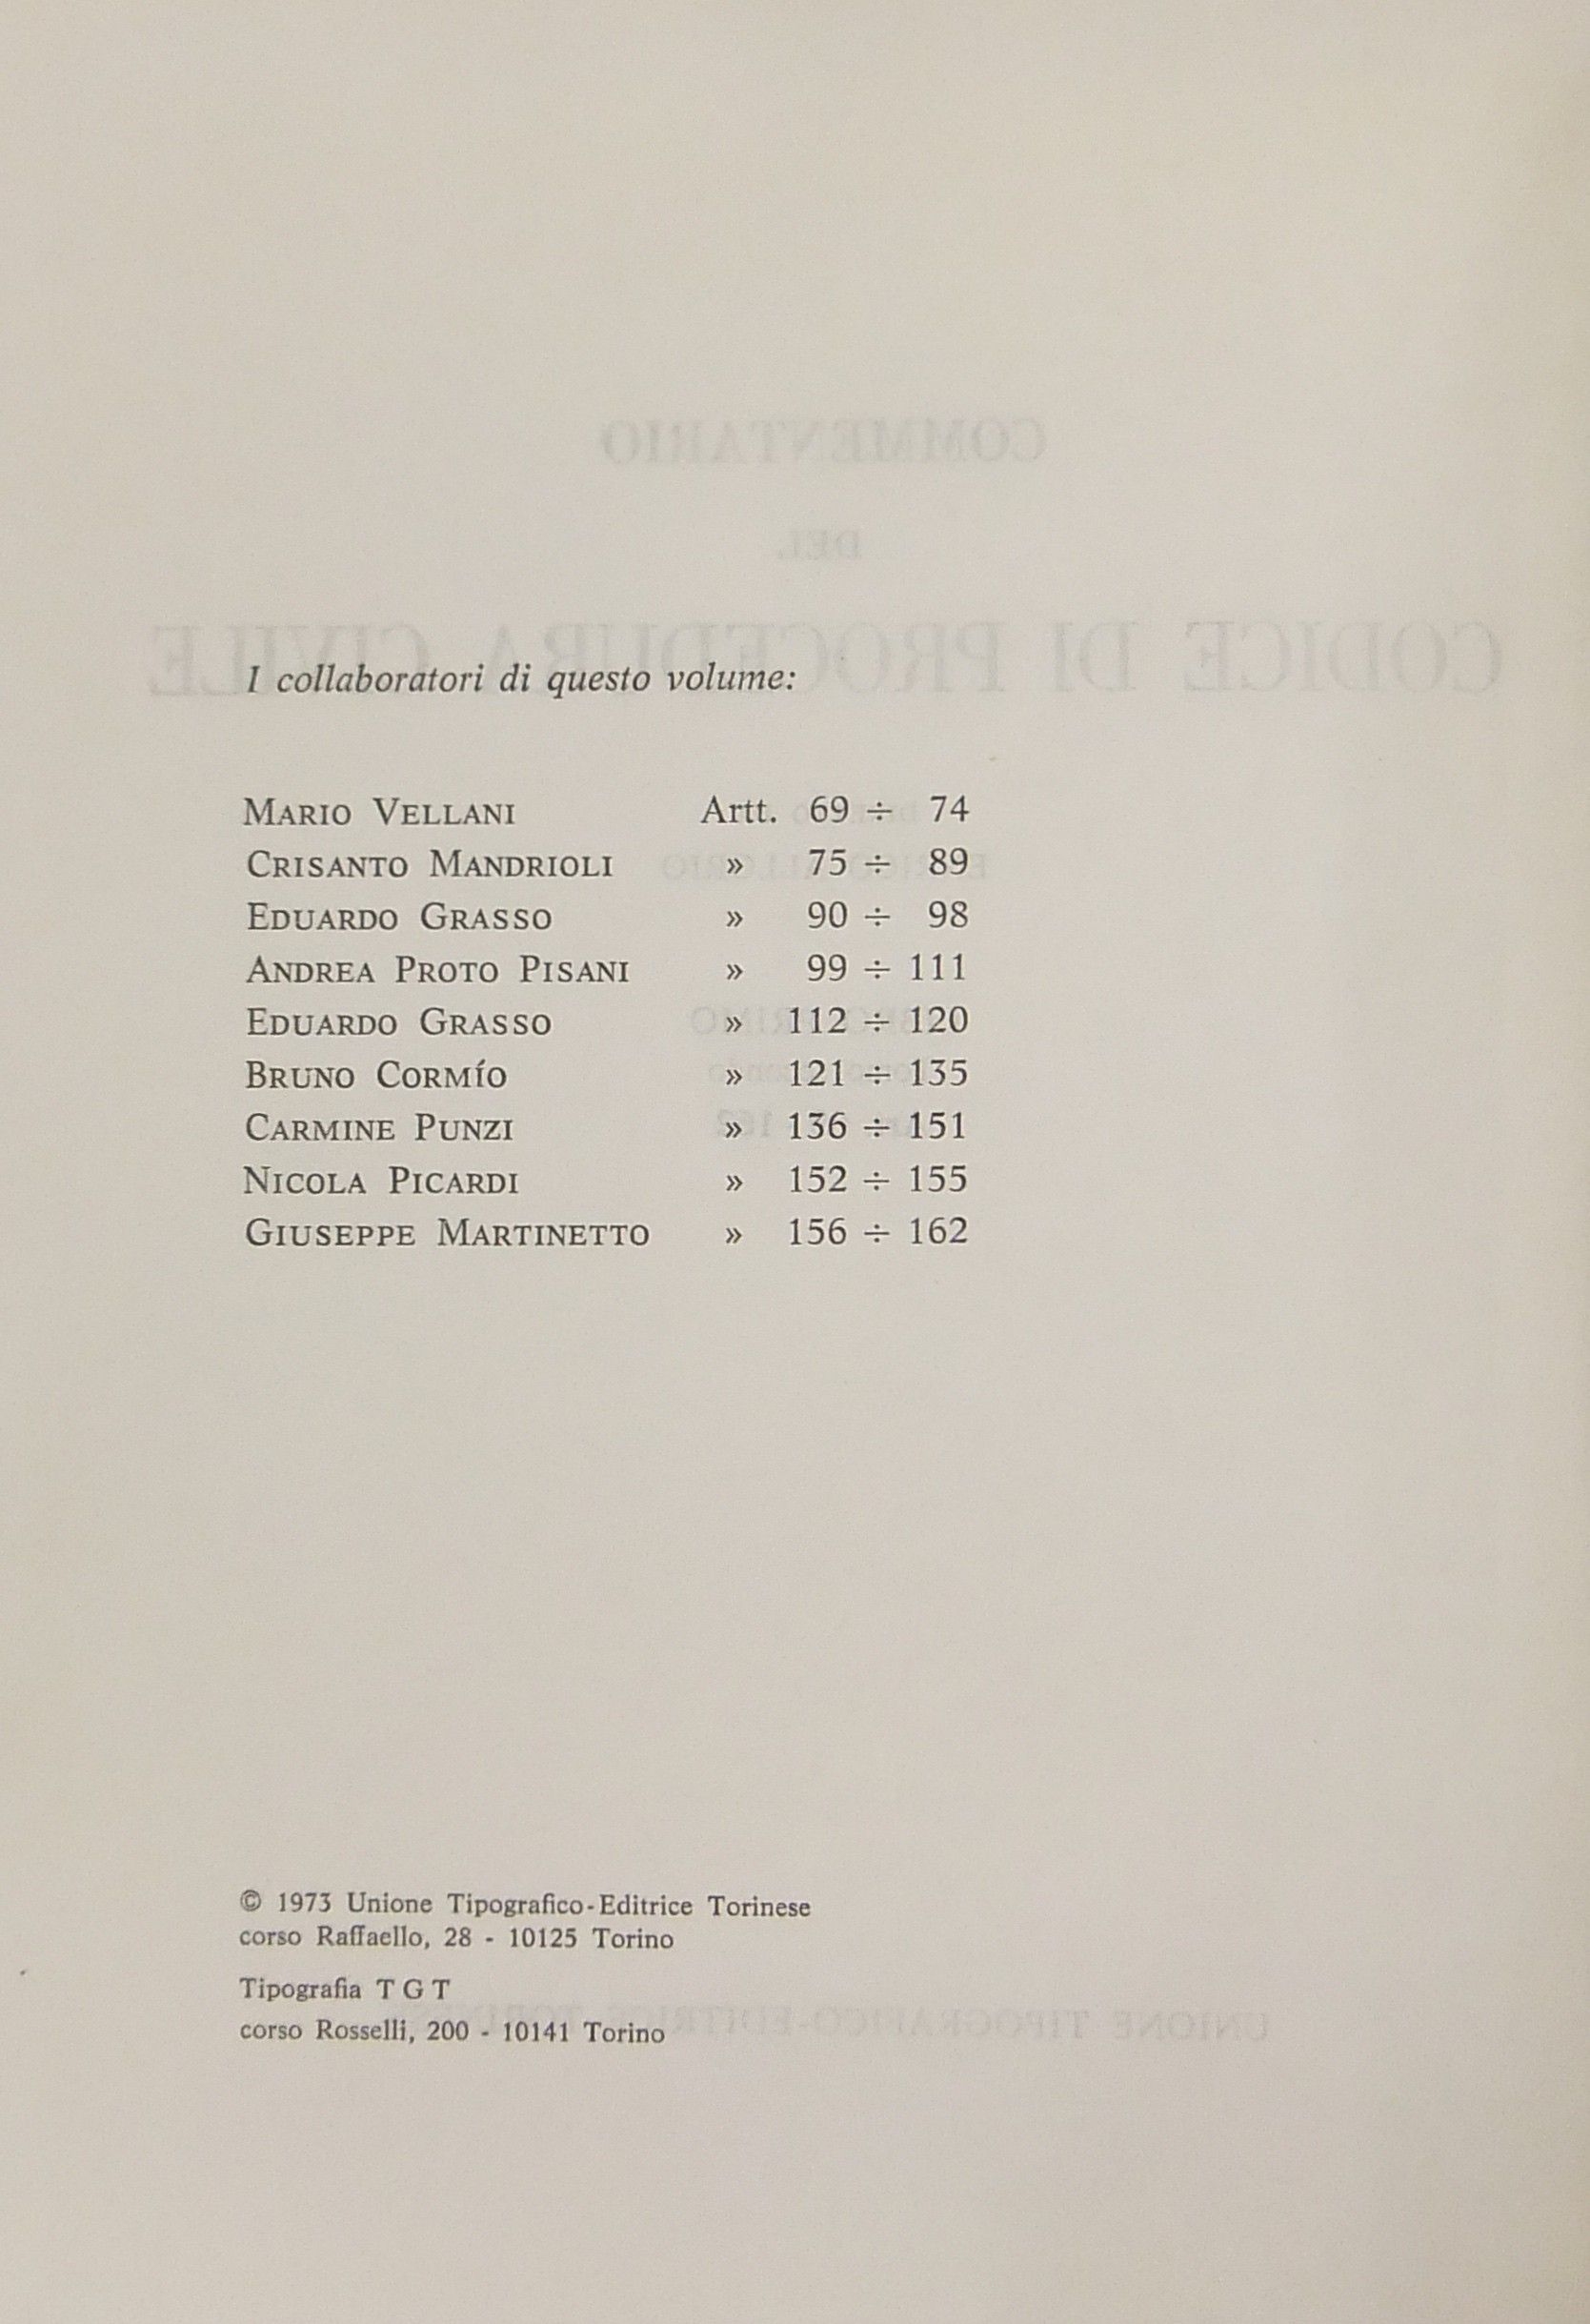 I collaboratori di questo volume:
MARIO VELLANI Artt. 69 ÷ 74
CRISANTO MANDRIOLI » 75 ÷ 89
EDUARDO GRASSO » 90 ÷ 98
ANDREA PROTO PISANI » 99 ÷ 111
EDUARDO GRASSO » 112 ÷ 120
BRUNO CORMÍO » 121 ÷ 135
CARMINE PUNZI » 136 ÷ 151
NICOLA PICARDI » 152 ÷ 155
GIUSEPPE MARTINETTO » 156 ÷ 162
© 1973 Unione Tipografico-Editrice Torinese
corso Raffaello, 28 - 10125 Torino
Tipografia T G T
corso Rosselli, 200 - 10141 Torino